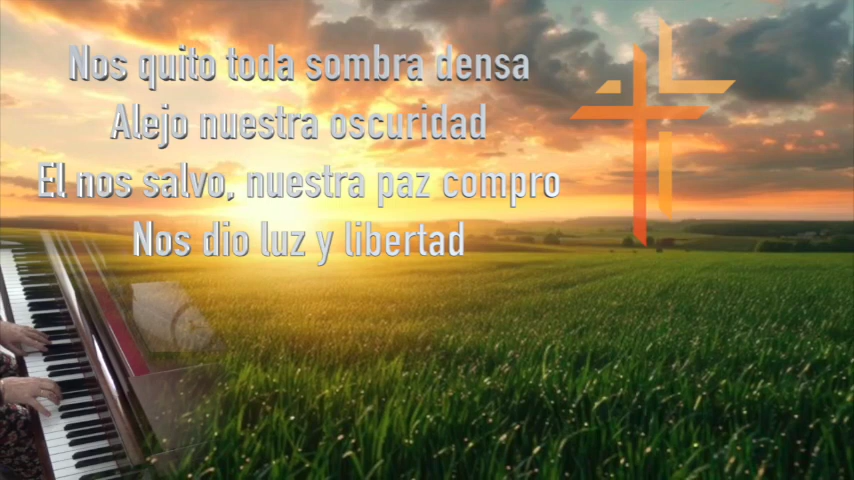 Nos quito toda sombra densa
Alejo nuestra oscuridad
El nos salvo, nuestra paz compro
Nos dio luz y libertad